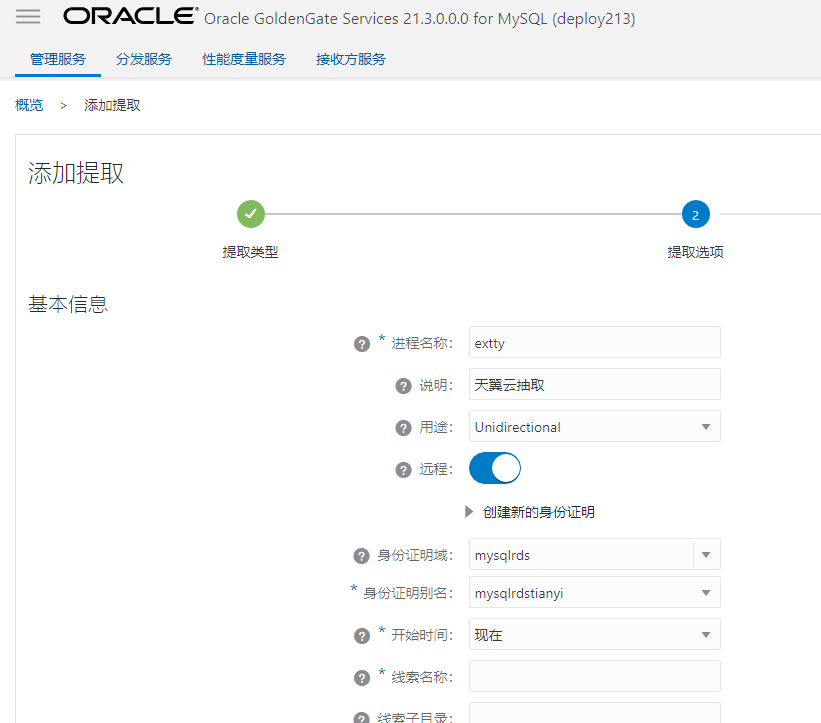 ORACLE Oracle GoldenGate Services 21.3.0.0.0 for MySQL (deploy213)
管理服务 分发服务 性能度量服务 接收方服务
概览 > 添加提取
添加提取
2
提取类型 提取选项
基本信息
? * 进程名称: extty
? 说明: 天翼云抽取
? 用途: Unidirectional
? 远程:
创建新的身份证明
? 身份证明域: mysqlrds
* 身份证明别名: mysqlrdstianyi
? * 开始时间: 现在
? * 线索名称:
? 线索子目录: